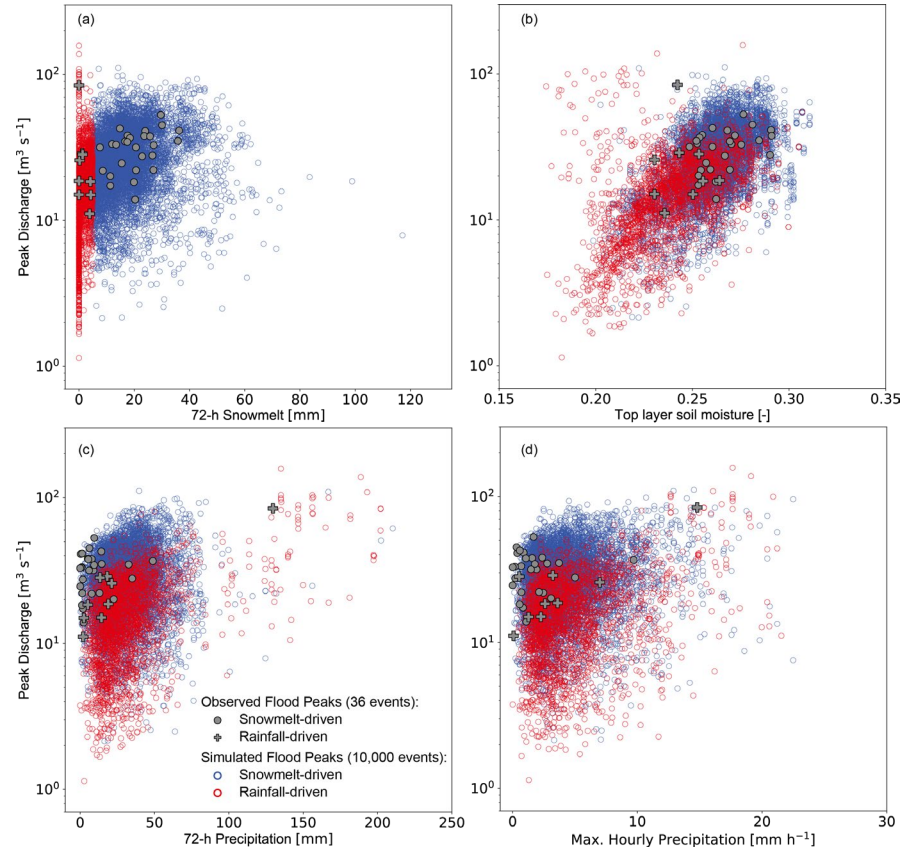 (a)
Peak Discharge [m³ s⁻¹]
10²
10¹
10⁰
0 20 40 60 80 100 120
72-h Snowmelt [mm]
(b)
10²
10¹
10⁰
0.15 0.20 0.25 0.30 0.35
Top layer soil moisture [-]
(c)
Peak Discharge [m³ s⁻¹]
10²
10¹
10⁰
Observed Flood Peaks (36 events):
Snowmelt-driven
Rainfall-driven
Simulated Flood Peaks (10,000 events):
Snowmelt-driven
Rainfall-driven
0 50 100 150 200 250
72-h Precipitation [mm]
(d)
10²
10¹
10⁰
0 10 20 30
Max. Hourly Precipitation [mm h⁻¹]